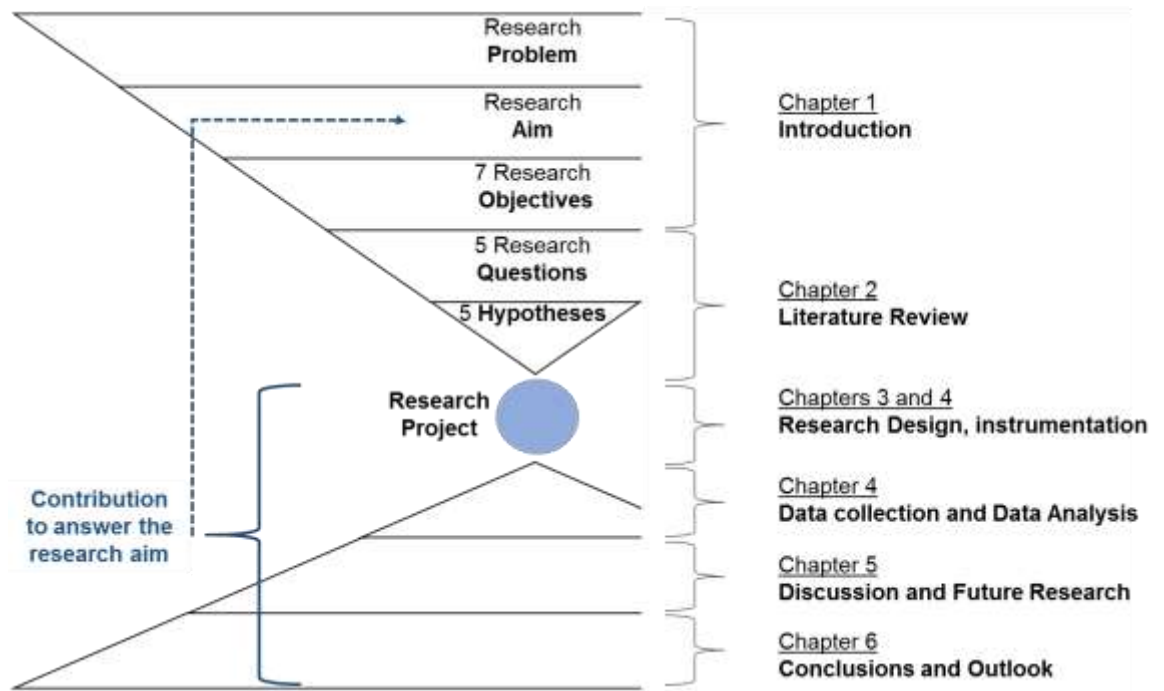 Research
Problem
Research
Aim
7 Research
Objectives
5 Research
Questions
5 Hypotheses
Research
Project
Contribution
to answer the
research aim
Chapter 1
Introduction
Chapter 2
Literature Review
Chapters 3 and 4
Research Design, instrumentation
Chapter 4
Data collection and Data Analysis
Chapter 5
Discussion and Future Research
Chapter 6
Conclusions and Outlook